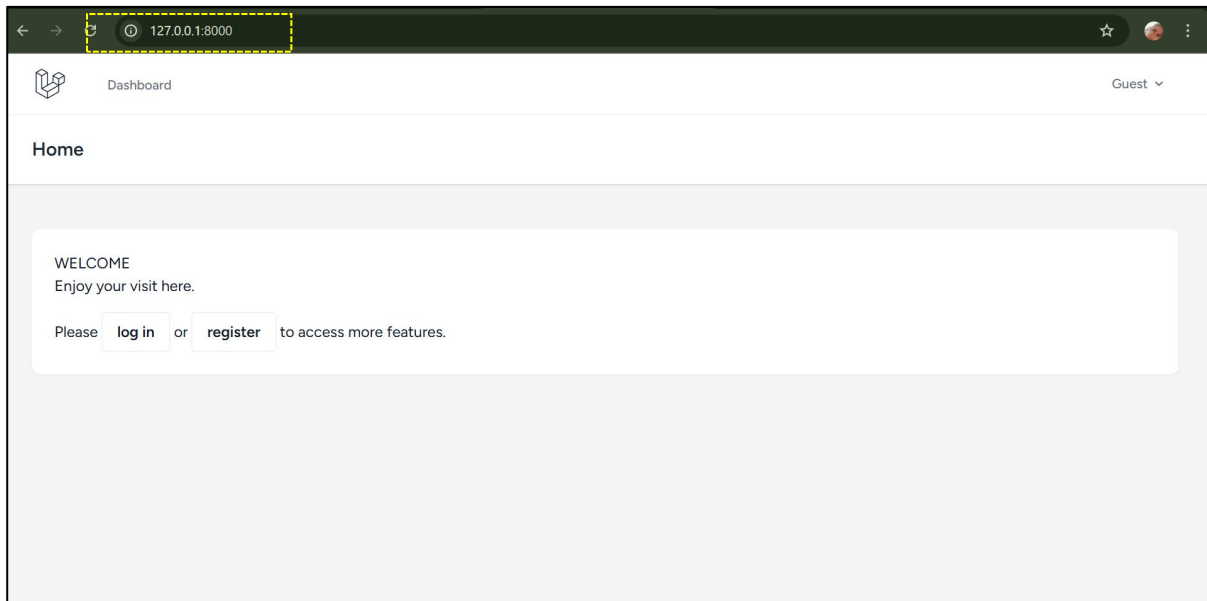 127.0.0.1:8000
Dashboard
Guest
Home
WELCOME
Enjoy your visit here.
Please log in or register to access more features.